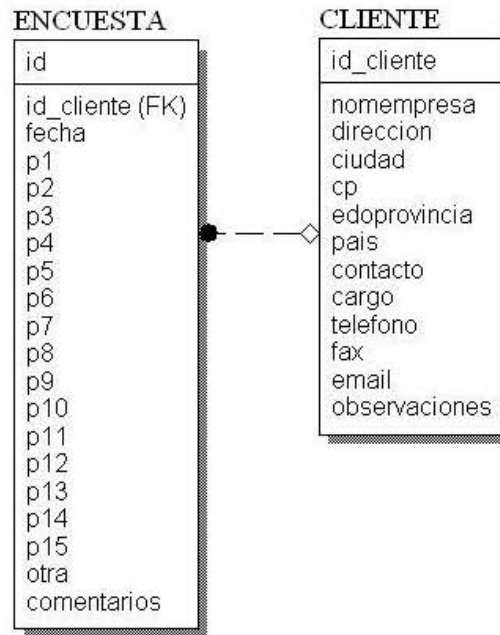 ENCUESTA
id
id_cliente (FK)
fecha
p1
p2
p3
p4
p5
p6
p7
p8
p9
p10
p11
p12
p13
p14
p15
otra
comentarios
CLIENTE
id_cliente
nomempresa
direccion
ciudad
cp
edoprovincia
pais
contacto
cargo
telefono
fax
email
observaciones